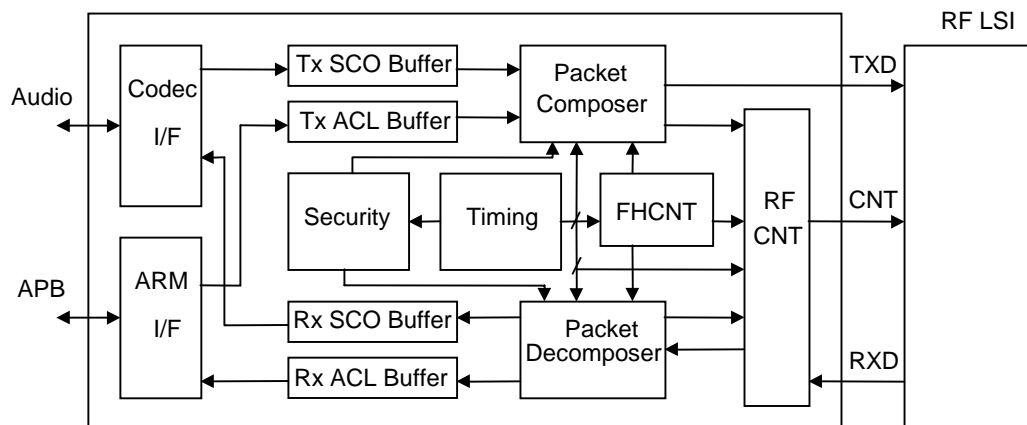 RF LSI
Tx SCO Buffer
Packet
Composer
TXD
Codec
I/F
Audio
Tx ACL Buffer
Security
Timing
FHCNT
RF
CNT
CNT
ARM
I/F
APB
Rx SCO Buffer
Packet
Decomposer
Rx ACL Buffer
RXD